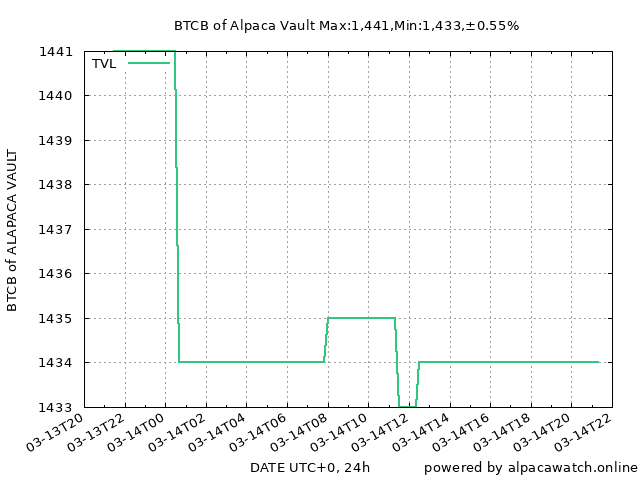 BTCB of Alpaca Vault Max:1,441,Min:1,433,±0.55%
TVL
BTCB of ALAPACA VAULT
1441
1440
1439
1438
1437
1436
1435
1434
1433
03-13T20
03-13T22
03-14T00
03-14T02
03-14T04
03-14T06
03-14T08
03-14T10
03-14T12
03-14T14
03-14T16
03-14T18
03-14T20
03-14T22
DATE UTC+0, 24h
powered by alpacawatch.online